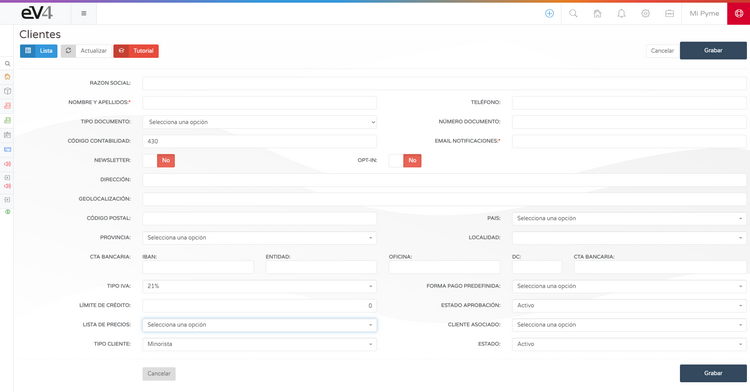 eV4
Mi Pyme
Clientes
Lista Actualizar Tutorial Cancelar Grabar
RAZON SOCIAL:
NOMBRE Y APELLIDOS:* TELÉFONO:
TIPO DOCUMENTO: Selecciona una opción NÚMERO DOCUMENTO:
CÓDIGO CONTABILIDAD: 430 EMAIL NOTIFICACIONES:*
NEWSLETTER: No OPT-IN: No
DIRECCIÓN:
GEOLOCALIZACIÓN:
CÓDIGO POSTAL: PAIS: Selecciona una opción
PROVINCIA: Selecciona una opción LOCALIDAD:
CTA BANCARIA: IBAN: ENTIDAD: OFICINA: DC: CTA BANCARIA:
TIPO IVA: 21% FORMA PAGO PREDEFINIDA: Selecciona una opción
LÍMITE DE CRÉDITO: 0 ESTADO APROBACIÓN: Activo
LISTA DE PRECIOS: Selecciona una opción CLIENTE ASOCIADO: Selecciona una opción
TIPO CLIENTE: Minorista ESTADO: Activo
Cancelar Grabar